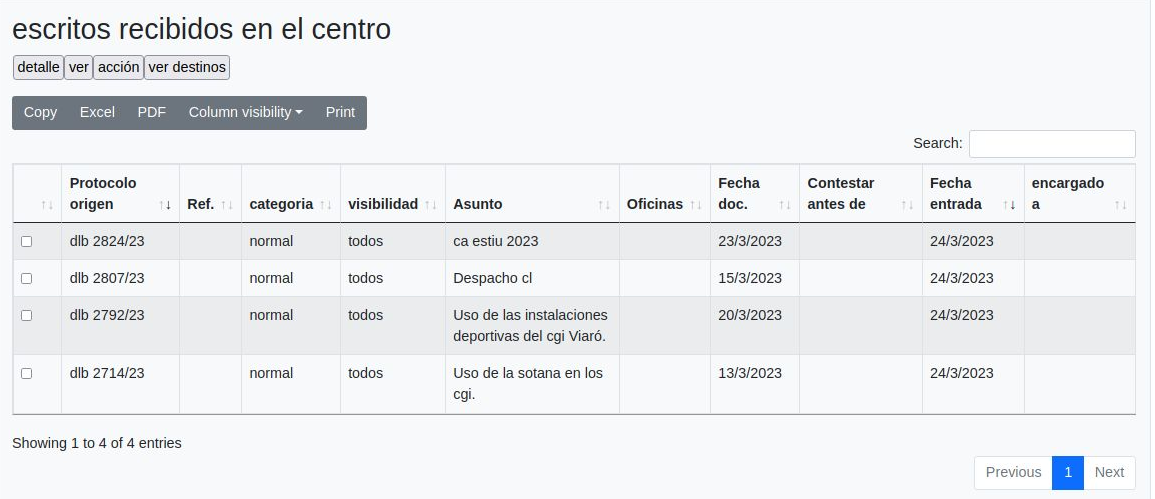 escritos recibidos en el centro
detalle ver acción ver destinos
Copy Excel PDF Column visibility Print
Search:
Protocolo origen Ref. categoria visibilidad Asunto Oficinas Fecha doc. Contestar antes de Fecha entrada encargado a
dlb 2824/23 normal todos ca estiu 2023 23/3/2023 24/3/2023
dlb 2807/23 normal todos Despacho cl 15/3/2023 24/3/2023
dlb 2792/23 normal todos Uso de las instalaciones 20/3/2023 24/3/2023
deportivas del cgi Viaró.
dlb 2714/23 normal todos Uso de la sotana en los 13/3/2023 24/3/2023
cgi.
Showing 1 to 4 of 4 entries
Previous 1 Next